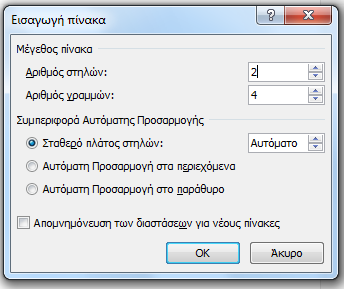 Εισαγωγή πίνακα
Μέγεθος πίνακα
Αριθμός στηλών: 2
Αριθμός γραμμών: 4
Συμπεριφορά Αυτόματης Προσαρμογής
Σταθερό πλάτος στηλών: Αυτόματο
Αυτόματη Προσαρμογή στα περιεχόμενα
Αυτόματη Προσαρμογή στο παράθυρο
Απομνημόνευση των διαστάσεων για νέους πίνακες
OK Άκυρο